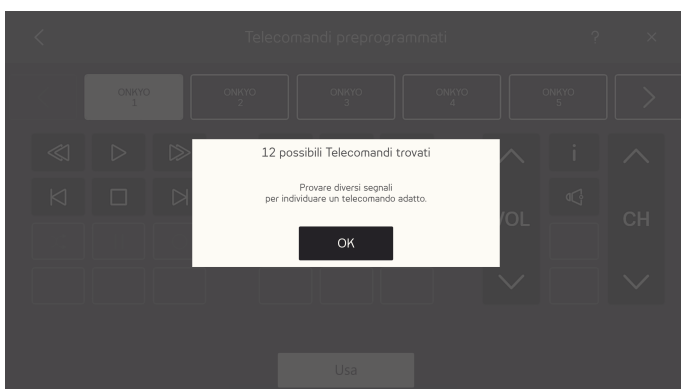 Telecomandi preprogrammati
?
ONKYO
1
ONKYO
2
ONKYO
3
ONKYO
4
ONKYO
5
12 possibili Telecomandi trovati
Provare diversi segnali
per individuare un telecomando adatto.
OK
i
VOL
CH
Usa